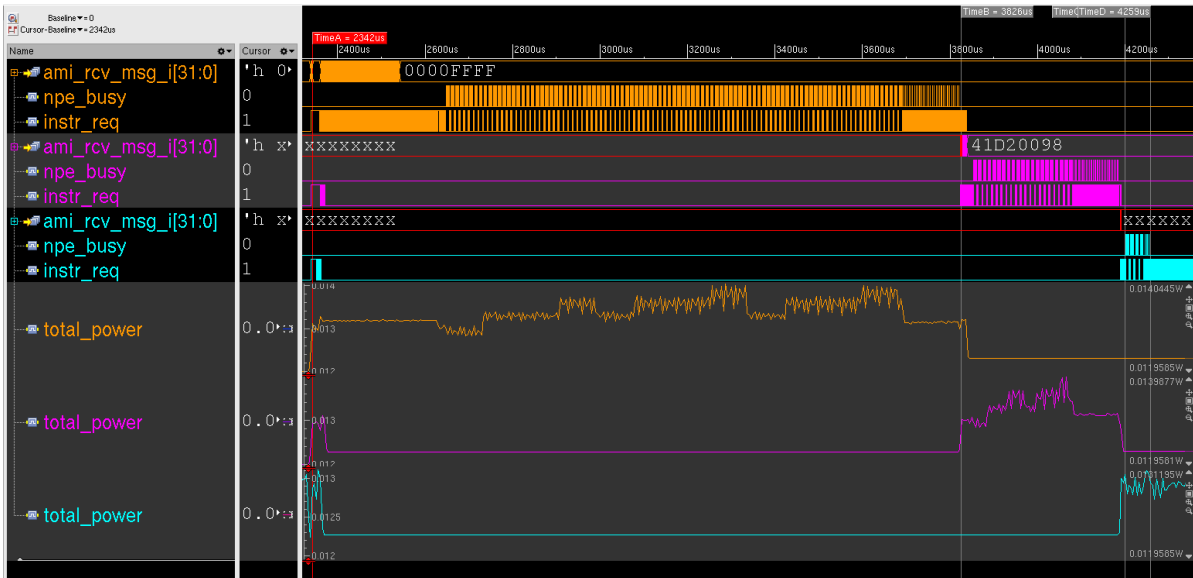 Baseline ▾= 0
Cursor-Baseline ▾= 2342us
TimeB = 3826us
TimeD = 4259us
TimeA = 2342us
Name
Cursor
2400us 2600us 2800us 3000us 3200us 3400us 3600us 3800us 4000us 4200us
ami_rcv_msg_i[31:0] 'h 0 0000FFFF
npe_busy 0
instr_req 1
ami_rcv_msg_i[31:0] 'h x XXXXXXXX 41D20098
npe_busy 0
instr_req 1
ami_rcv_msg_i[31:0] 'h x XXXXXXXX XXXXXX
npe_busy 0
instr_req 1
0.014 0.0140445W
total_power 0.0 0.013
0.012 0.0119585W
0.0139877W
total_power 0.0 0.013
0.012 0.0119581W
0.013 0.0131195W
total_power 0.0 0.0125
0.012 0.0119585W